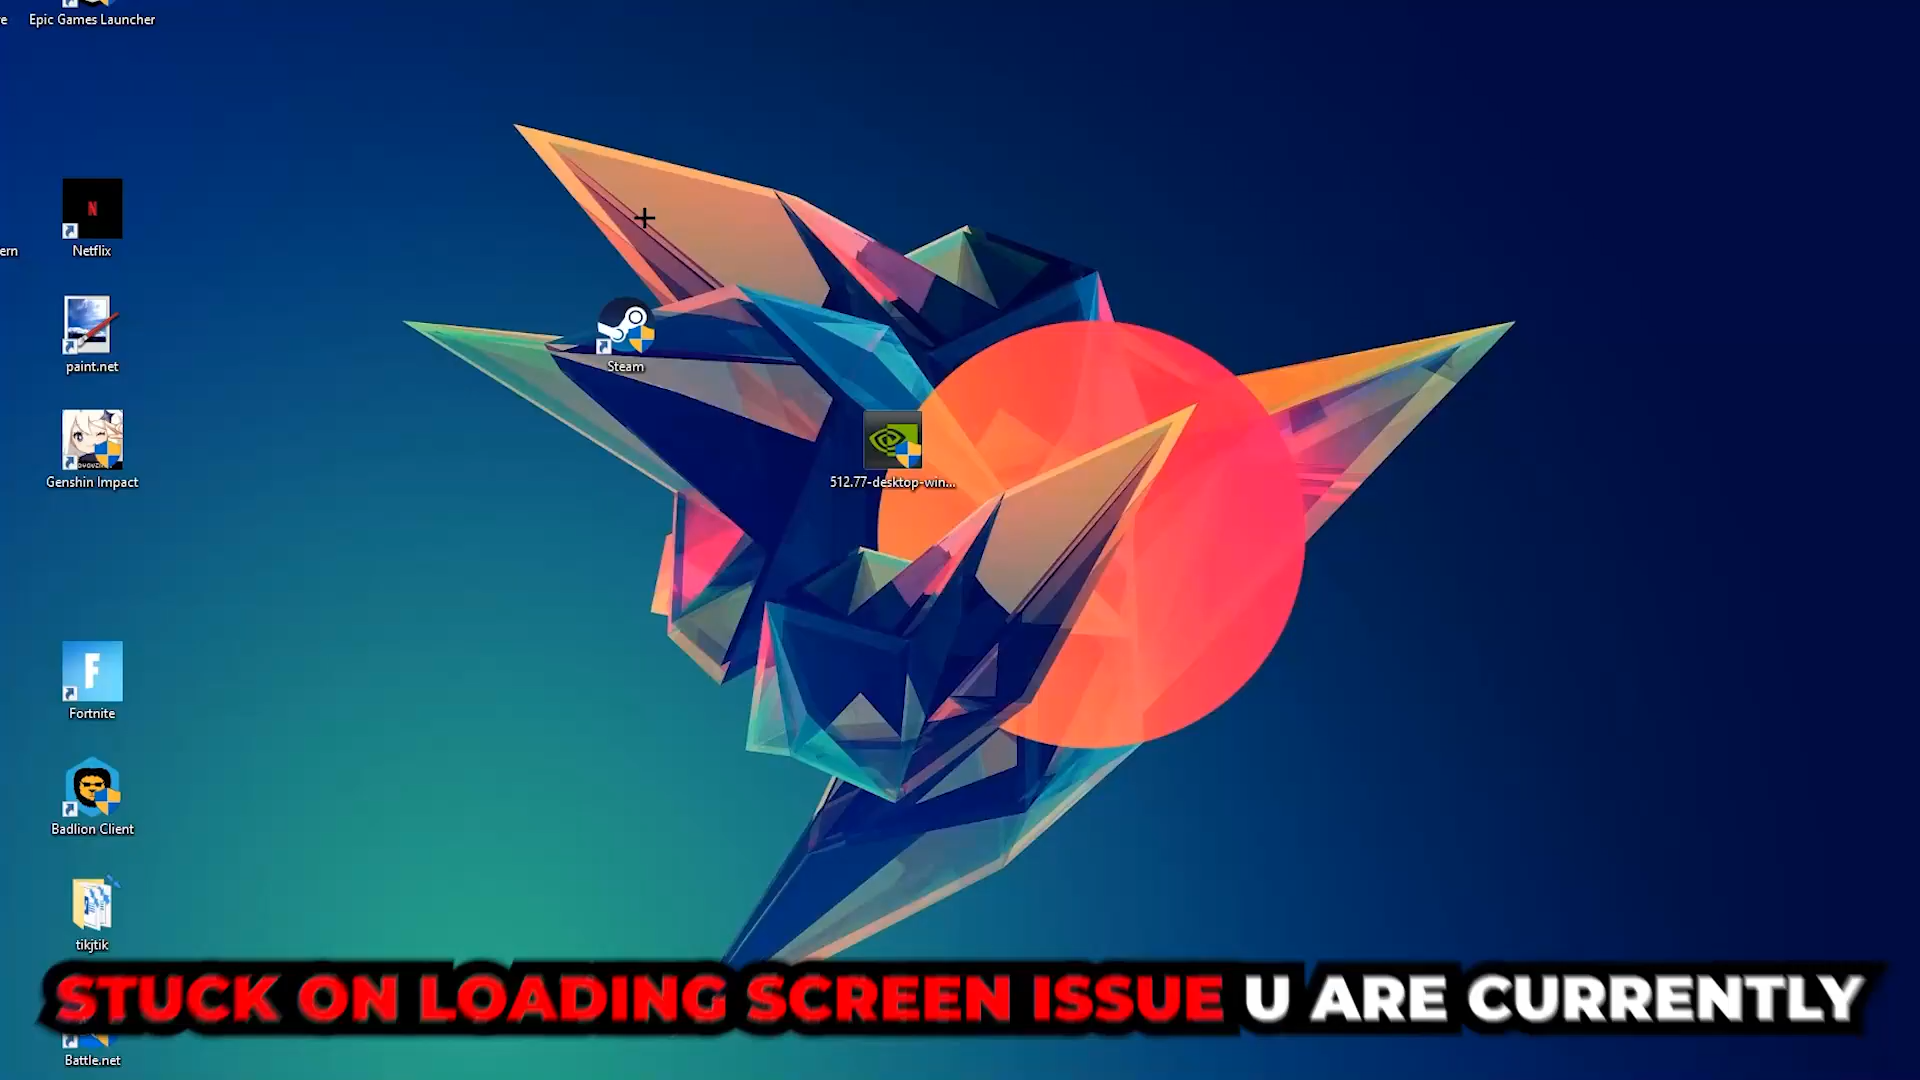 Epic Games Launcher
Netflix
ern
paint.net
Steam
Genshin Impact
512.77-desktop-win...
F
Fortnite
Badlion Client
tikjtik
STUCK ON LOADING SCREEN ISSUE U ARE CURRENTLY
Battle.net